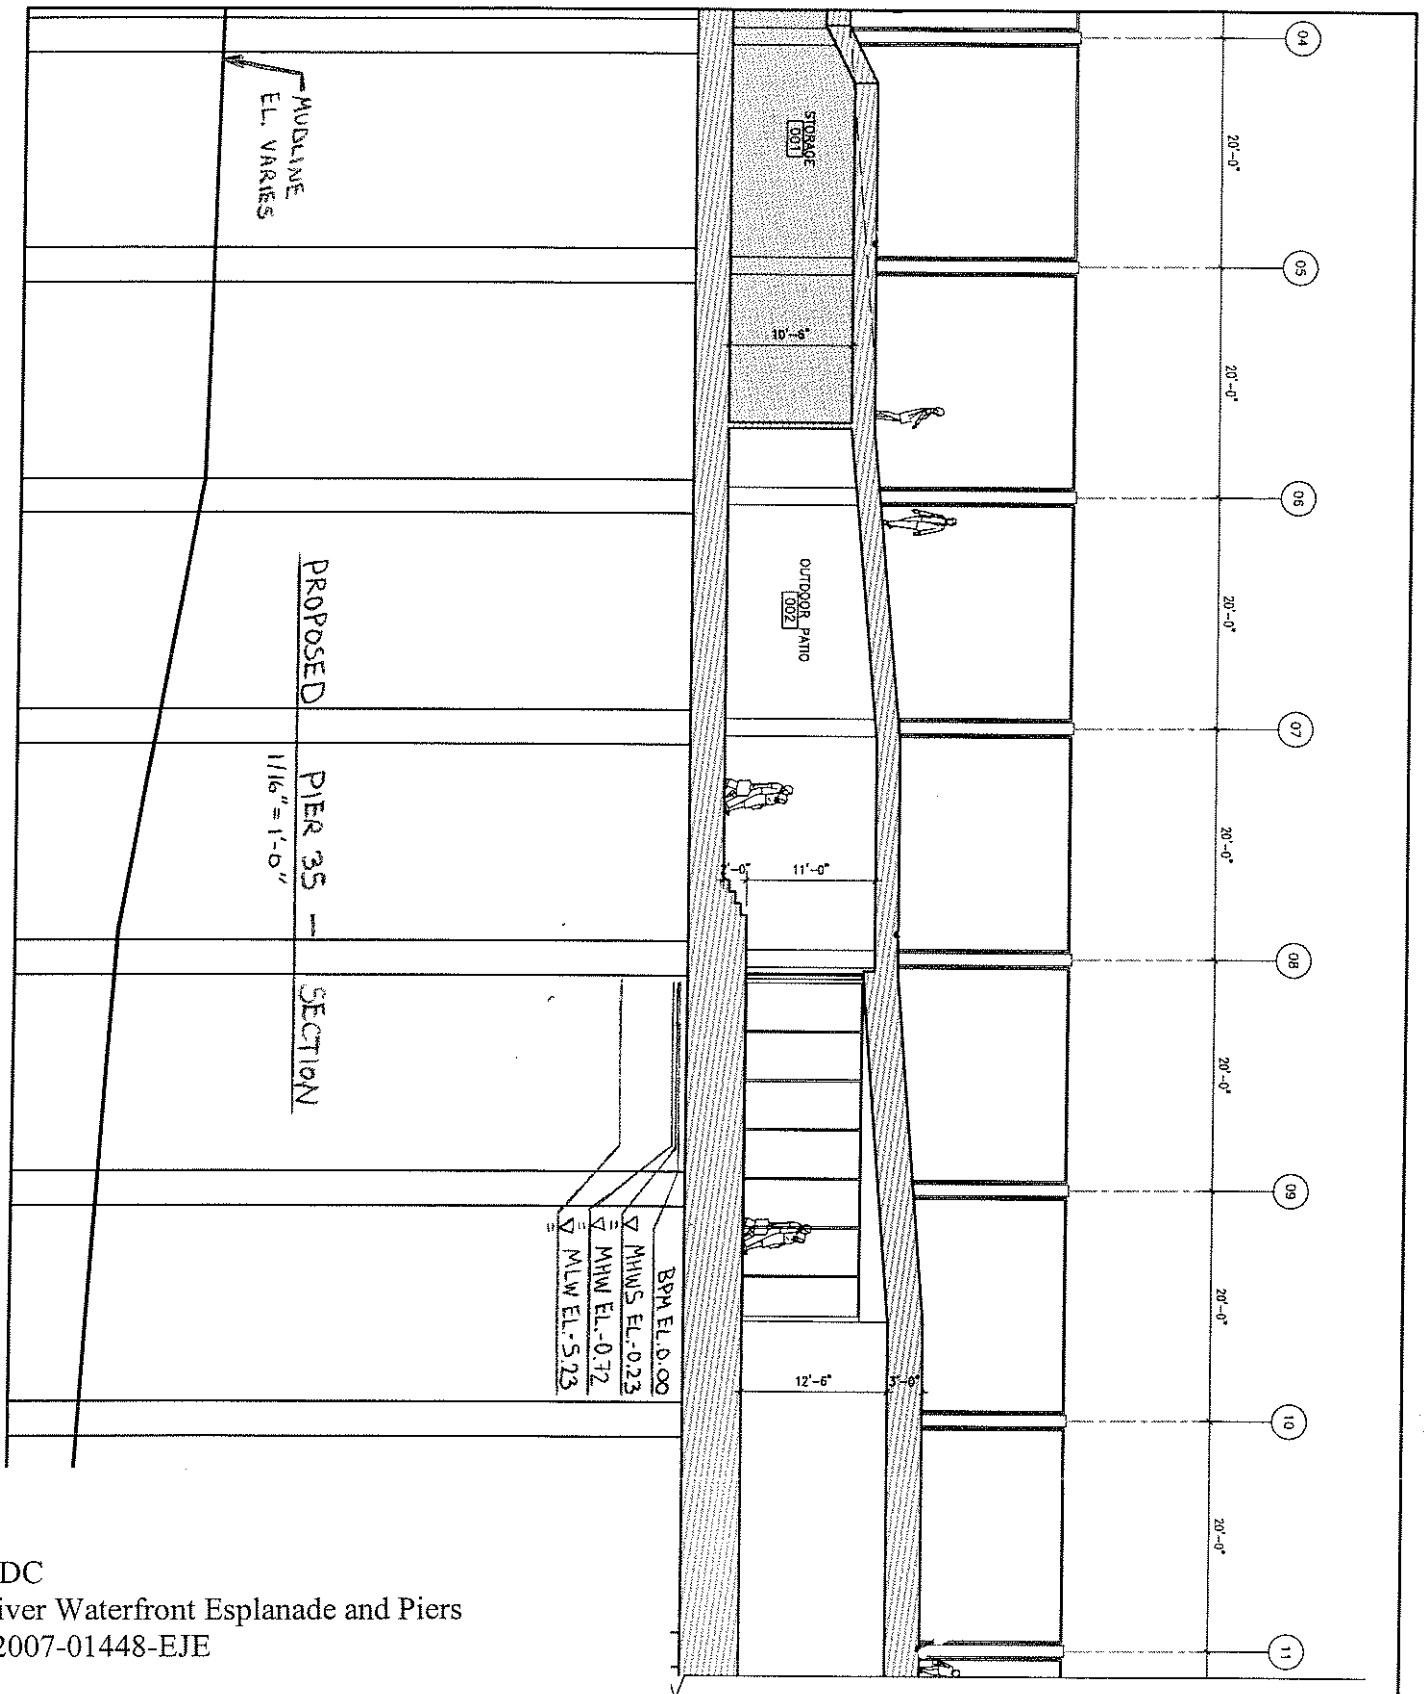 04
05
06
07
08
09
10
11
20'-0"
20'-0"
20'-0"
20'-0"
20'-0"
20'-0"
20'-0"
STORAGE
001
10'-6"
OUTDOOR PATIO
002
11'-0"
12'-6"
3'-0"
MUDLINE
EL. VARIES
BPM EL. 0.00
MHWS EL.-0.23
MHW EL.-0.72
MLW EL.-5.23
PROPOSED PIER 35 - SECTION
1/16" = 1'-0"
DC
iver Waterfront Esplanade and Piers
2007-01448-EJE